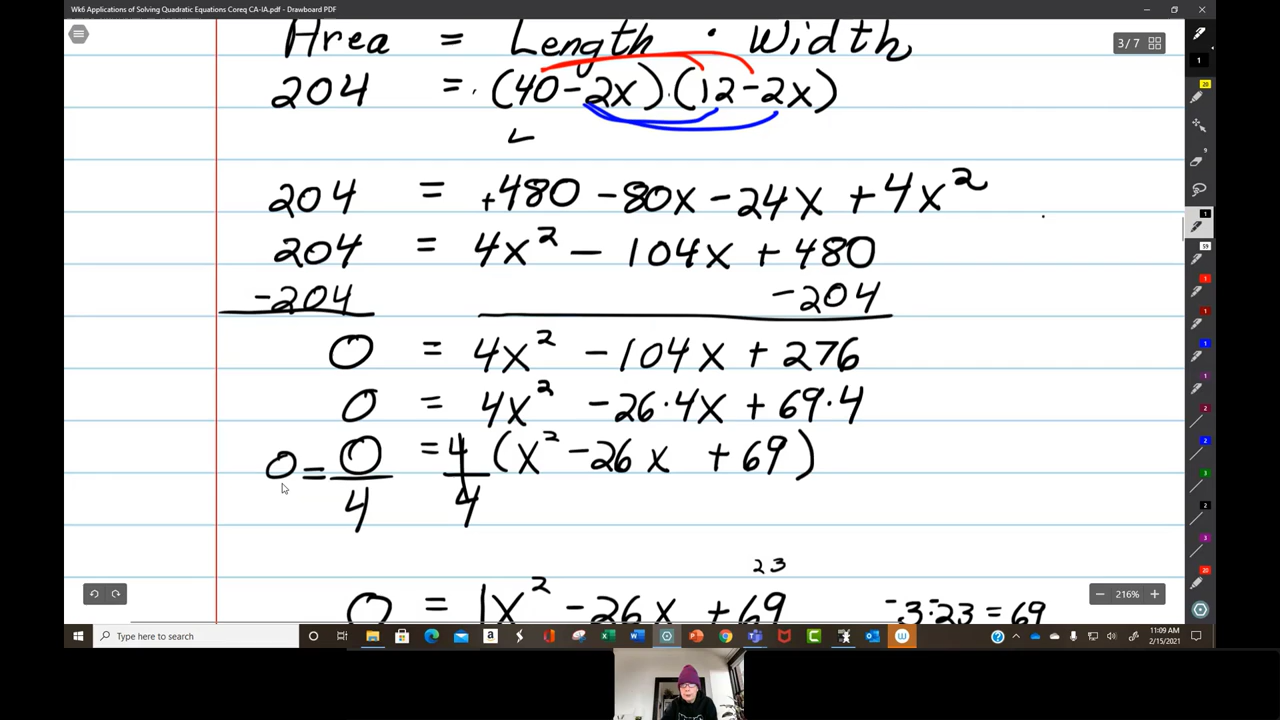 Wk6 Applications of Solving Quadratic Equations Coreq CA-IA.pdf - Drawboard PDF
3/7
Area = Length · Width
204 = (40-2x)·(12-2x)
L
204 = +480 -80x -24x +4x²
204 = 4x² - 104x + 480
-204 -204
0 = 4x² -104x + 276
0 = 4x² -26·4x + 69·4
0 = 0/4 = 4/4 (x² -26x +69)
23
0 = 1x² -26x +69 -3·-23 = 69
216%
Type here to search
11:09 AM
2/15/2021